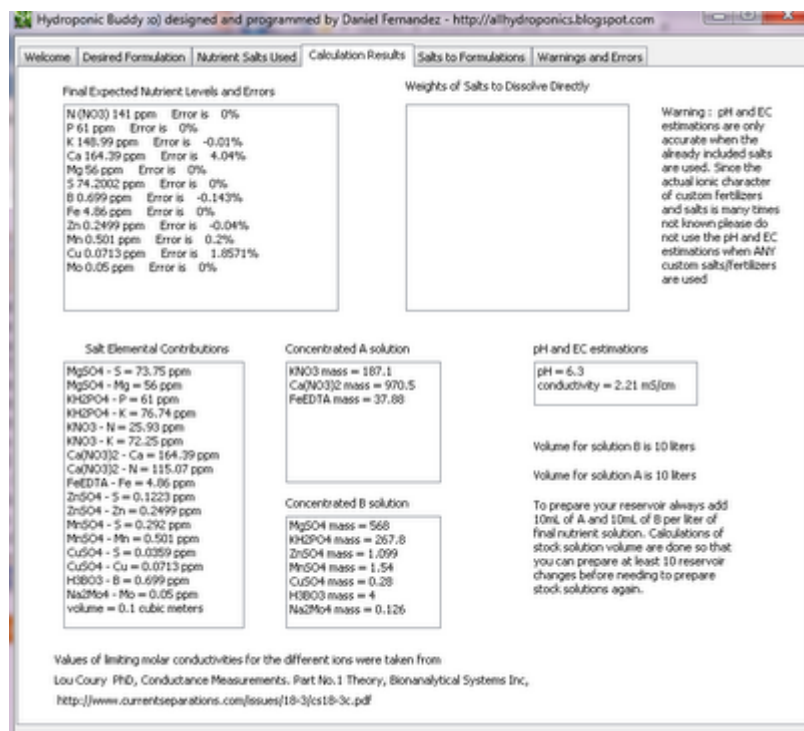 Hydroponic Buddy :o) designed and programmed by Daniel Fernandez - http://allhydroponics.blogspot.com
Welcome Desired Formulation Nutrient Salts Used Calculation Results Salts to Formulations Warnings and Errors
Final Expected Nutrient Levels and Errors
N (NO3) 141 ppm Error is 0%
P 61 ppm Error is 0%
K 148.99 ppm Error is -0.01%
Ca 164.39 ppm Error is 4.04%
Mg 56 ppm Error is 0%
S 74.2002 ppm Error is 0%
B 0.699 ppm Error is -0.143%
Fe 4.86 ppm Error is 0%
Zn 0.2499 ppm Error is -0.04%
Mn 0.501 ppm Error is 0.2%
Cu 0.0713 ppm Error is 1.8571%
Mo 0.05 ppm Error is 0%
Weights of Salts to Dissolve Directly
Warning : pH and EC
estimations are only
accurate when the
already included salts
are used. Since the
actual ionic character
of custom fertilizers
and salts is many times
not known please do
not use the pH and EC
estimations when ANY
custom salts/fertilizers
are used
Salt Elemental Contributions
MgSO4 - S = 73.75 ppm
MgSO4 - Mg = 56 ppm
KH2PO4 - P = 61 ppm
KH2PO4 - K = 76.74 ppm
KNO3 - N = 25.93 ppm
KNO3 - K = 72.25 ppm
Ca(NO3)2 - Ca = 164.39 ppm
Ca(NO3)2 - N = 115.07 ppm
FeEDTA - Fe = 4.86 ppm
ZnSO4 - S = 0.1223 ppm
ZnSO4 - Zn = 0.2499 ppm
MnSO4 - S = 0.292 ppm
MnSO4 - Mn = 0.501 ppm
CuSO4 - S = 0.0359 ppm
CuSO4 - Cu = 0.0713 ppm
H3BO3 - B = 0.699 ppm
Na2Mo4 - Mo = 0.05 ppm
volume = 0.1 cubic meters
Concentrated A solution
KNO3 mass = 187.1
Ca(NO3)2 mass = 970.5
FeEDTA mass = 37.88
Concentrated B solution
MgSO4 mass = 568
KH2PO4 mass = 267.8
ZnSO4 mass = 1.099
MnSO4 mass = 1.54
CuSO4 mass = 0.28
H3BO3 mass = 4
Na2Mo4 mass = 0.126
pH and EC estimations
pH = 6.3
conductivity = 2.21 mS/cm
Volume for solution B is 10 liters
Volume for solution A is 10 liters
To prepare your reservoir always add
10mL of A and 10mL of B per liter of
final nutrient solution. Calculations of
stock solution volume are done so that
you can prepare at least 10 reservoir
changes before needing to prepare
stock solutions again.
Values of limiting molar conductivities for the different ions were taken from
Lou Coury PhD, Conductance Measurements. Part No.1 Theory, Bionanalytical Systems Inc,
http://www.currentseparations.com/issues/18-3/cs18-3c.pdf